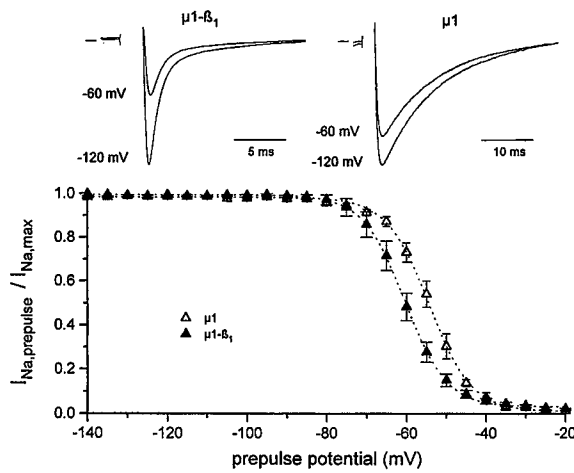 μ1-ß₁
μ1
-60 mV
-120 mV
5 ms
-60 mV
-120 mV
10 ms
I Na,prepulse / I Na,max
1.0
0.8
0.6
0.4
0.2
0.0
μ1
μ1-ß₁
-140 -120 -100 -80 -60 -40 -20
prepulse potential (mV)